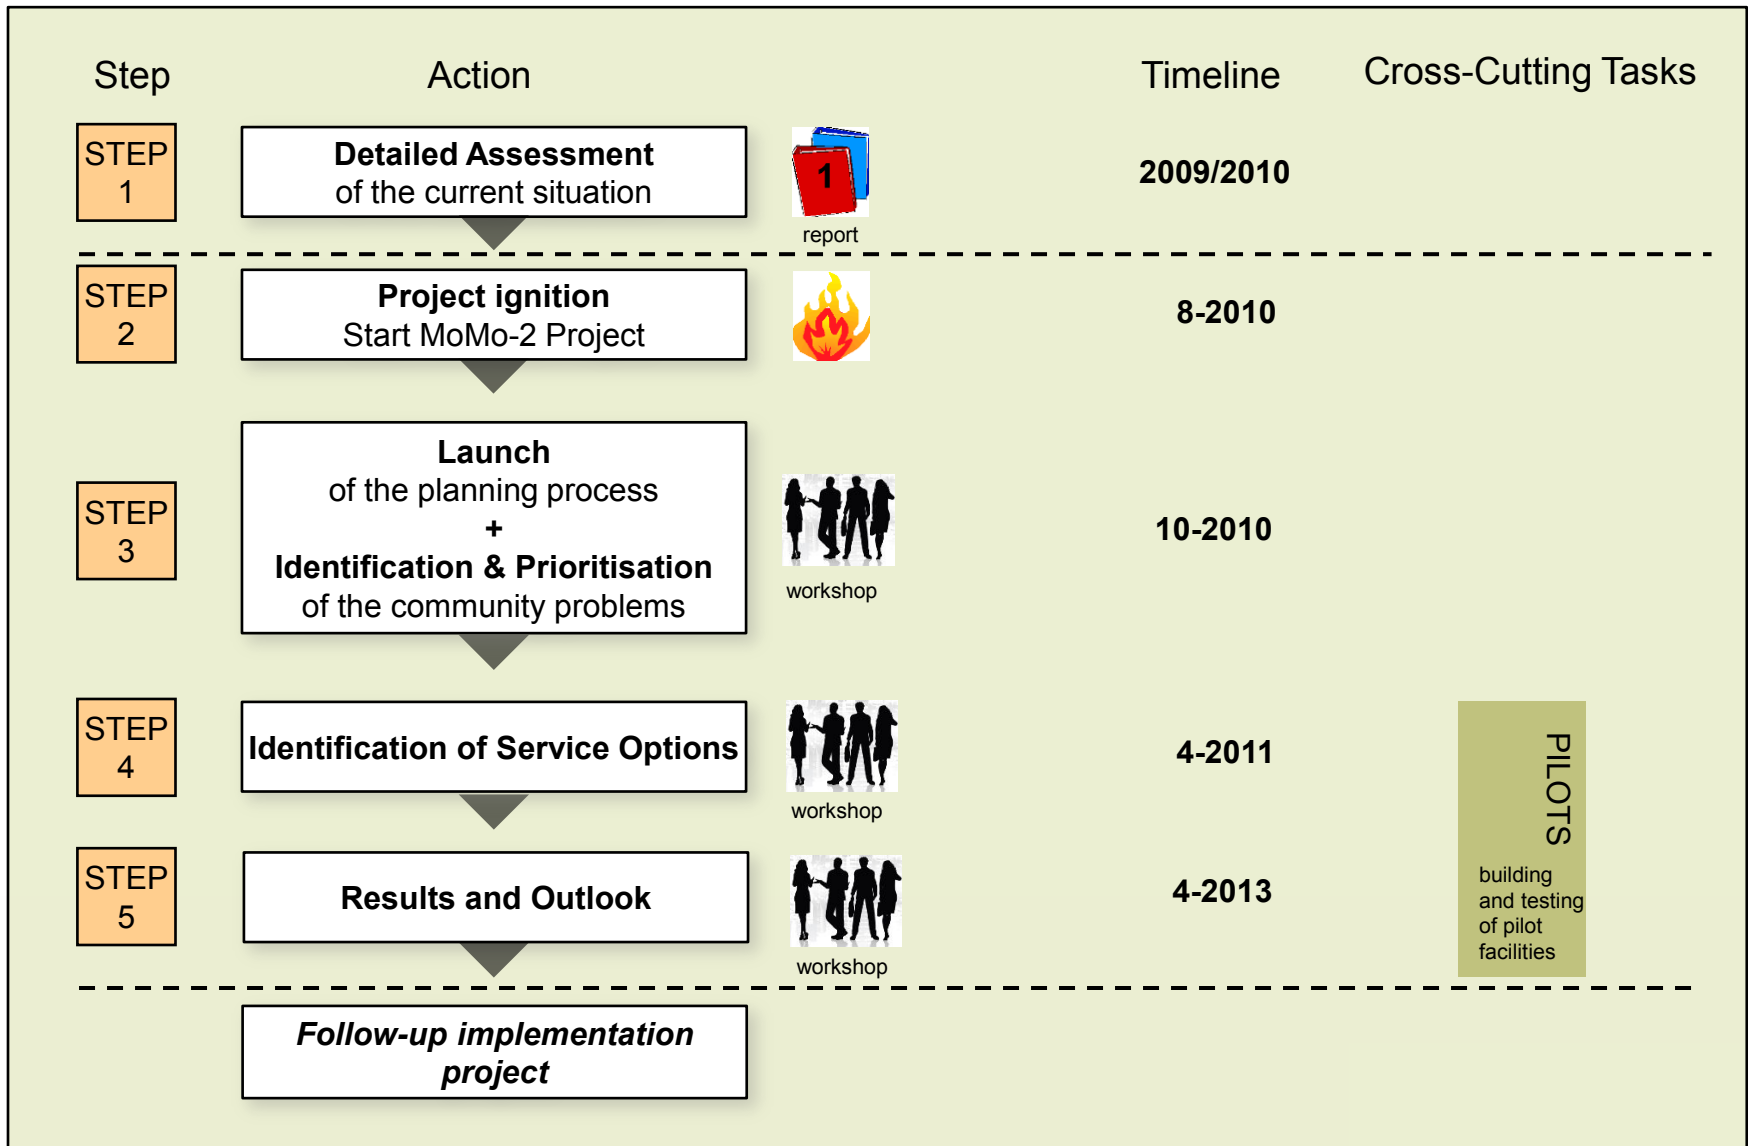 Step Action Timeline Cross-Cutting Tasks
STEP
1
Detailed Assessment
of the current situation
1
report
2009/2010
STEP
2
Project ignition
Start MoMo-2 Project
8-2010
STEP
3
Launch
of the planning process
+
Identification & Prioritisation
of the community problems
workshop
10-2010
STEP
4
Identification of Service Options
workshop
4-2011
STEP
5
Results and Outlook
workshop
4-2013
PILOTS
building
and testing
of pilot
facilities
Follow-up implementation
project